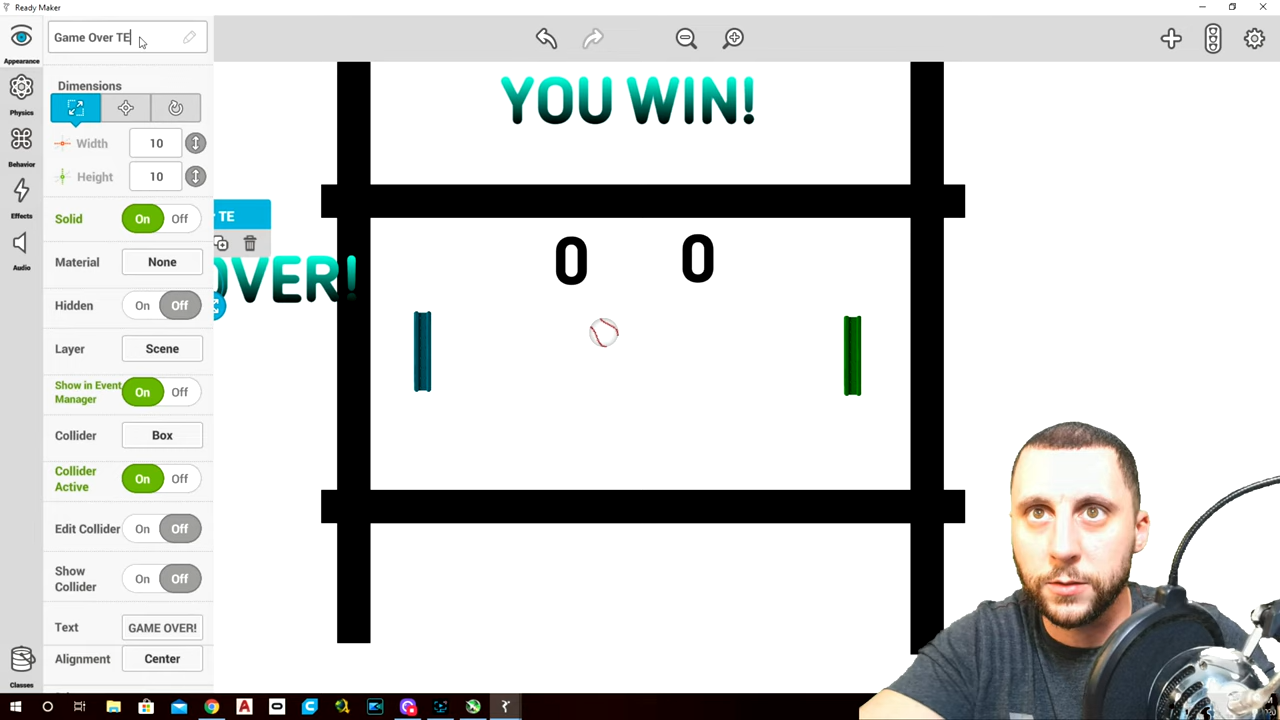 Ready Maker
Game Over TE
Appearance
Physics
Behavior
Effects
Audio
Classes
Dimensions
Width 10
Height 10
Solid On Off
Material None
Hidden On Off
Layer Scene
Show in Event Manager On Off
Collider Box
Collider Active On Off
Edit Collider On Off
Show Collider On Off
Text GAME OVER!
Alignment Center
YOU WIN!
TE
OVER!
0 0